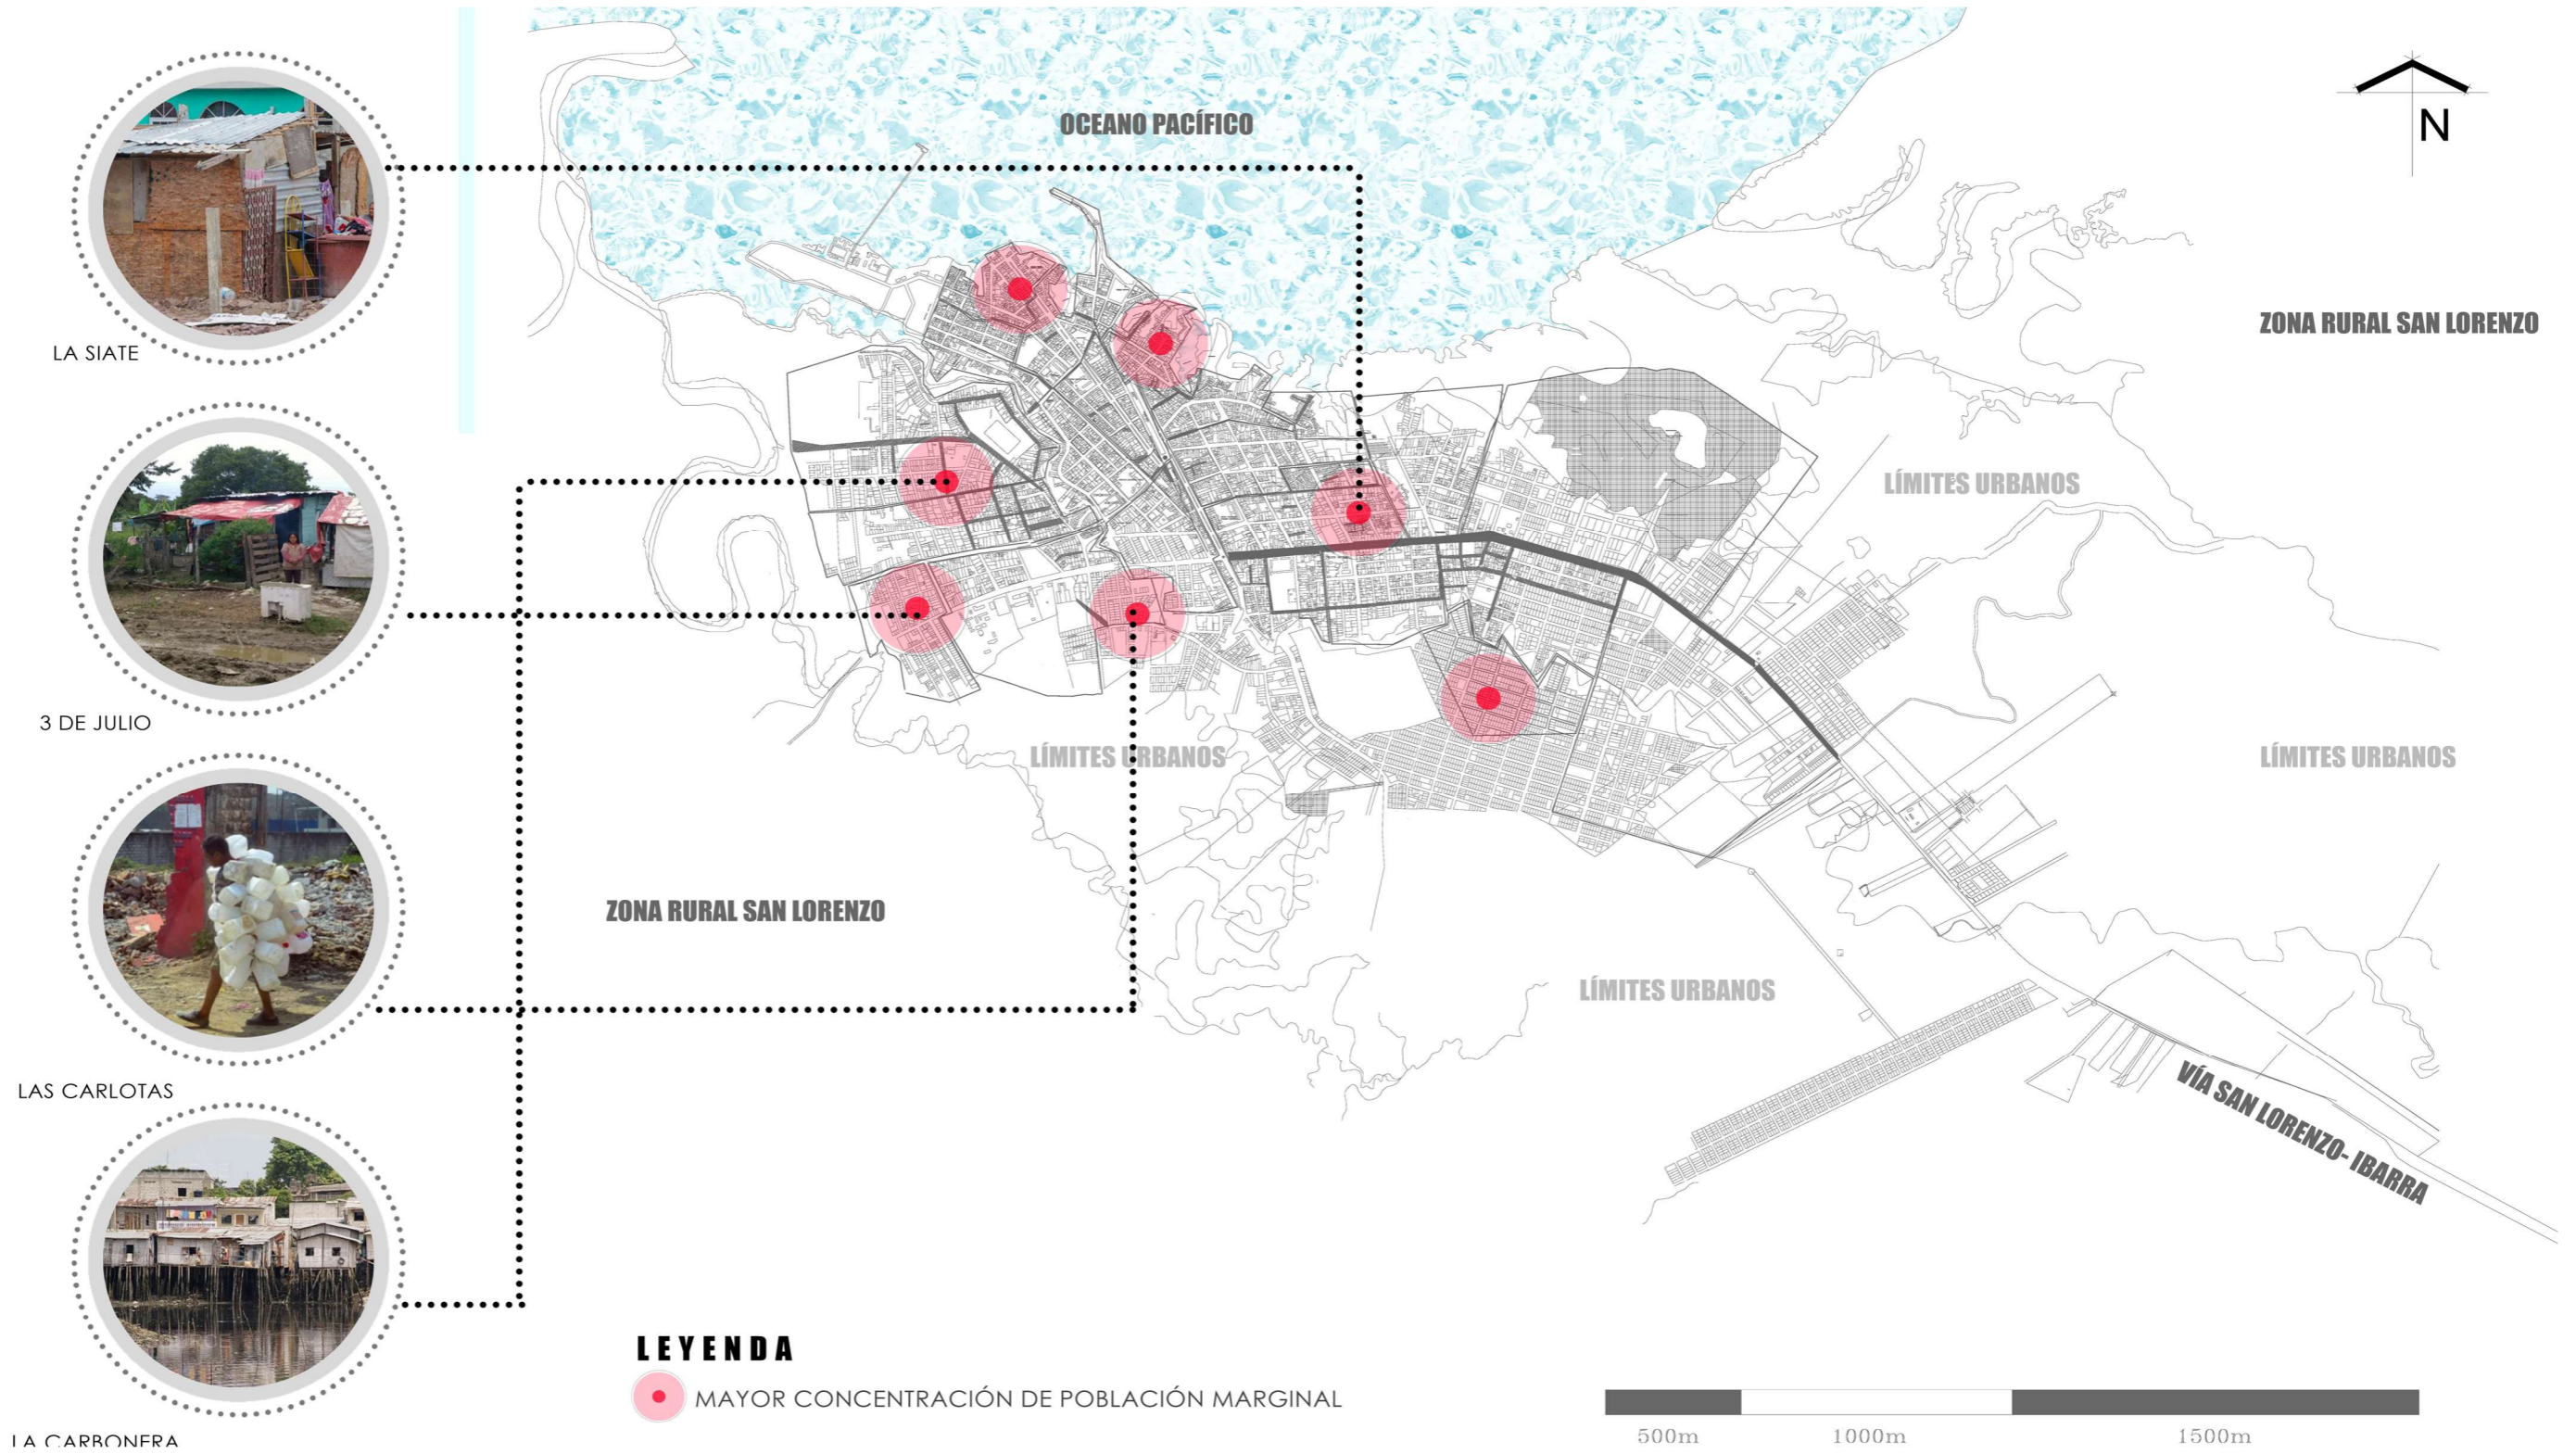 OCEANO PACÍFICO
N
ZONA RURAL SAN LORENZO
LA SIATE
LÍMITES URBANOS
3 DE JULIO
LÍMITES URBANOS
LÍMITES URBANOS
ZONA RURAL SAN LORENZO
LÍMITES URBANOS
LAS CARLOTAS
VÍA SAN LORENZO- IBARRA
LEYENDA
MAYOR CONCENTRACIÓN DE POBLACIÓN MARGINAL
LA CARBONERA
500m
1000m
1500m